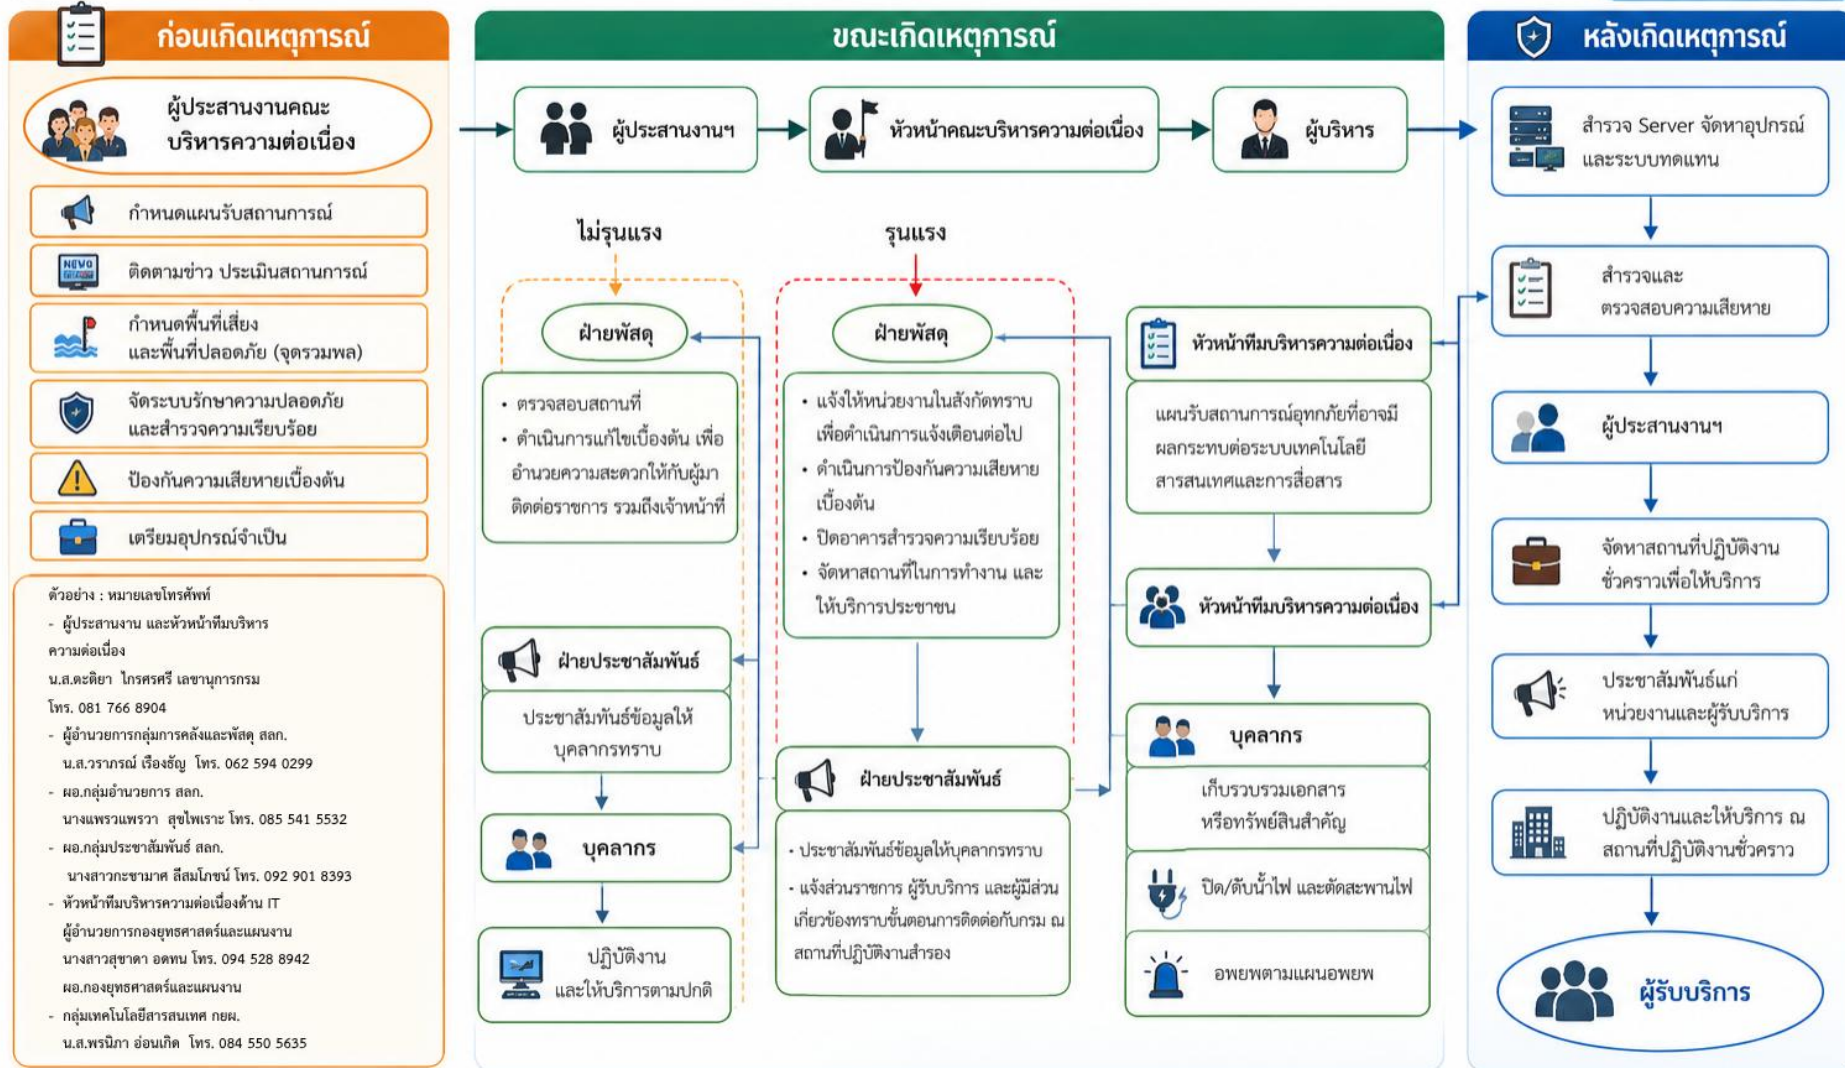 ก่อนเกิดเหตุการณ์
ผู้ประสานงานคณะ
บริหารความต่อเนื่อง
กำหนดแผนรับสถานการณ์
ติดตามข่าว ประเมินสถานการณ์
กำหนดพื้นที่เสี่ยง
และพื้นที่ปลอดภัย (จุดรวมพล)
จัดระบบรักษาความปลอดภัย
และสำรวจความเรียบร้อย
ป้องกันความเสียหายเบื้องต้น
เตรียมอุปกรณ์จำเป็น
ตัวอย่าง : หมายเลขโทรศัพท์
- ผู้ประสานงาน และหัวหน้าทีมบริหาร
ความต่อเนื่อง
น.ส.ตะติยา ไกรศรศรี เลขานุการกรม
โทร. 081 766 8904
- ผู้อำนวยการกลุ่มการคลังและพัสดุ สลก.
น.ส.วราภรณ์ เรืองธัญ โทร. 062 594 0299
- ผอ.กลุ่มอำนวยการ สลก.
นางแพรวแพรวา สุขไพเราะ โทร. 085 541 5532
- ผอ.กลุ่มประชาสัมพันธ์ สลก.
นางสาวกะชามาศ ลีสมโภชน์ โทร. 092 901 8393
- หัวหน้าทีมบริหารความต่อเนื่องด้าน IT
ผู้อำนวยการกองยุทธศาสตร์และแผนงาน
นางสาวสุชาดา อดทน โทร. 094 528 8942
ผอ.กองยุทธศาสตร์และแผนงาน
- กลุ่มเทคโนโลยีสารสนเทศ กยผ.
น.ส.พรนิภา อ่อนเกิด โทร. 084 550 5635
ขณะเกิดเหตุการณ์
ผู้ประสานงานฯ
หัวหน้าคณะบริหารความต่อเนื่อง
ผู้บริหาร
ไม่รุนแรง
ฝ่ายพัสดุ
• ตรวจสอบสถานที่
• ดำเนินการแก้ไขเบื้องต้น เพื่อ
อำนวยความสะดวกให้กับผู้มา
ติดต่อราชการ รวมถึงเจ้าหน้าที่
ฝ่ายประชาสัมพันธ์
ประชาสัมพันธ์ข้อมูลให้
บุคลากรทราบ
บุคลากร
ปฏิบัติงาน
และให้บริการตามปกติ
รุนแรง
ฝ่ายพัสดุ
• แจ้งให้หน่วยงานในสังกัดทราบ
เพื่อดำเนินการแจ้งเตือนต่อไป
• ดำเนินการป้องกันความเสียหาย
เบื้องต้น
• ปิดอาคารสำรวจความเรียบร้อย
• จัดหาสถานที่ในการทำงาน และ
ให้บริการประชาชน
ฝ่ายประชาสัมพันธ์
- ประชาสัมพันธ์ข้อมูลให้บุคลากรทราบ
- แจ้งส่วนราชการ ผู้รับบริการ และผู้มีส่วน
เกี่ยวข้องทราบขั้นตอนการติดต่อกับกรม ณ
สถานที่ปฏิบัติงานสำรอง
หัวหน้าทีมบริหารความต่อเนื่อง
แผนรับสถานการณ์อุทกภัยที่อาจมี
ผลกระทบต่อระบบเทคโนโลยี
สารสนเทศและการสื่อสาร
หัวหน้าทีมบริหารความต่อเนื่อง
บุคลากร
เก็บรวบรวมเอกสาร
หรือทรัพย์สินสำคัญ
ปิด/ดับน้ำไฟ และตัดสะพานไฟ
อพยพตามแผนอพยพ
หลังเกิดเหตุการณ์
สำรวจ Server จัดหาอุปกรณ์
และระบบทดแทน
สำรวจและ
ตรวจสอบความเสียหาย
ผู้ประสานงานฯ
จัดหาสถานที่ปฏิบัติงาน
ชั่วคราวเพื่อให้บริการ
ประชาสัมพันธ์แก่
หน่วยงานและผู้รับบริการ
ปฏิบัติงานและให้บริการ ณ
สถานที่ปฏิบัติงานชั่วคราว
ผู้รับบริการ